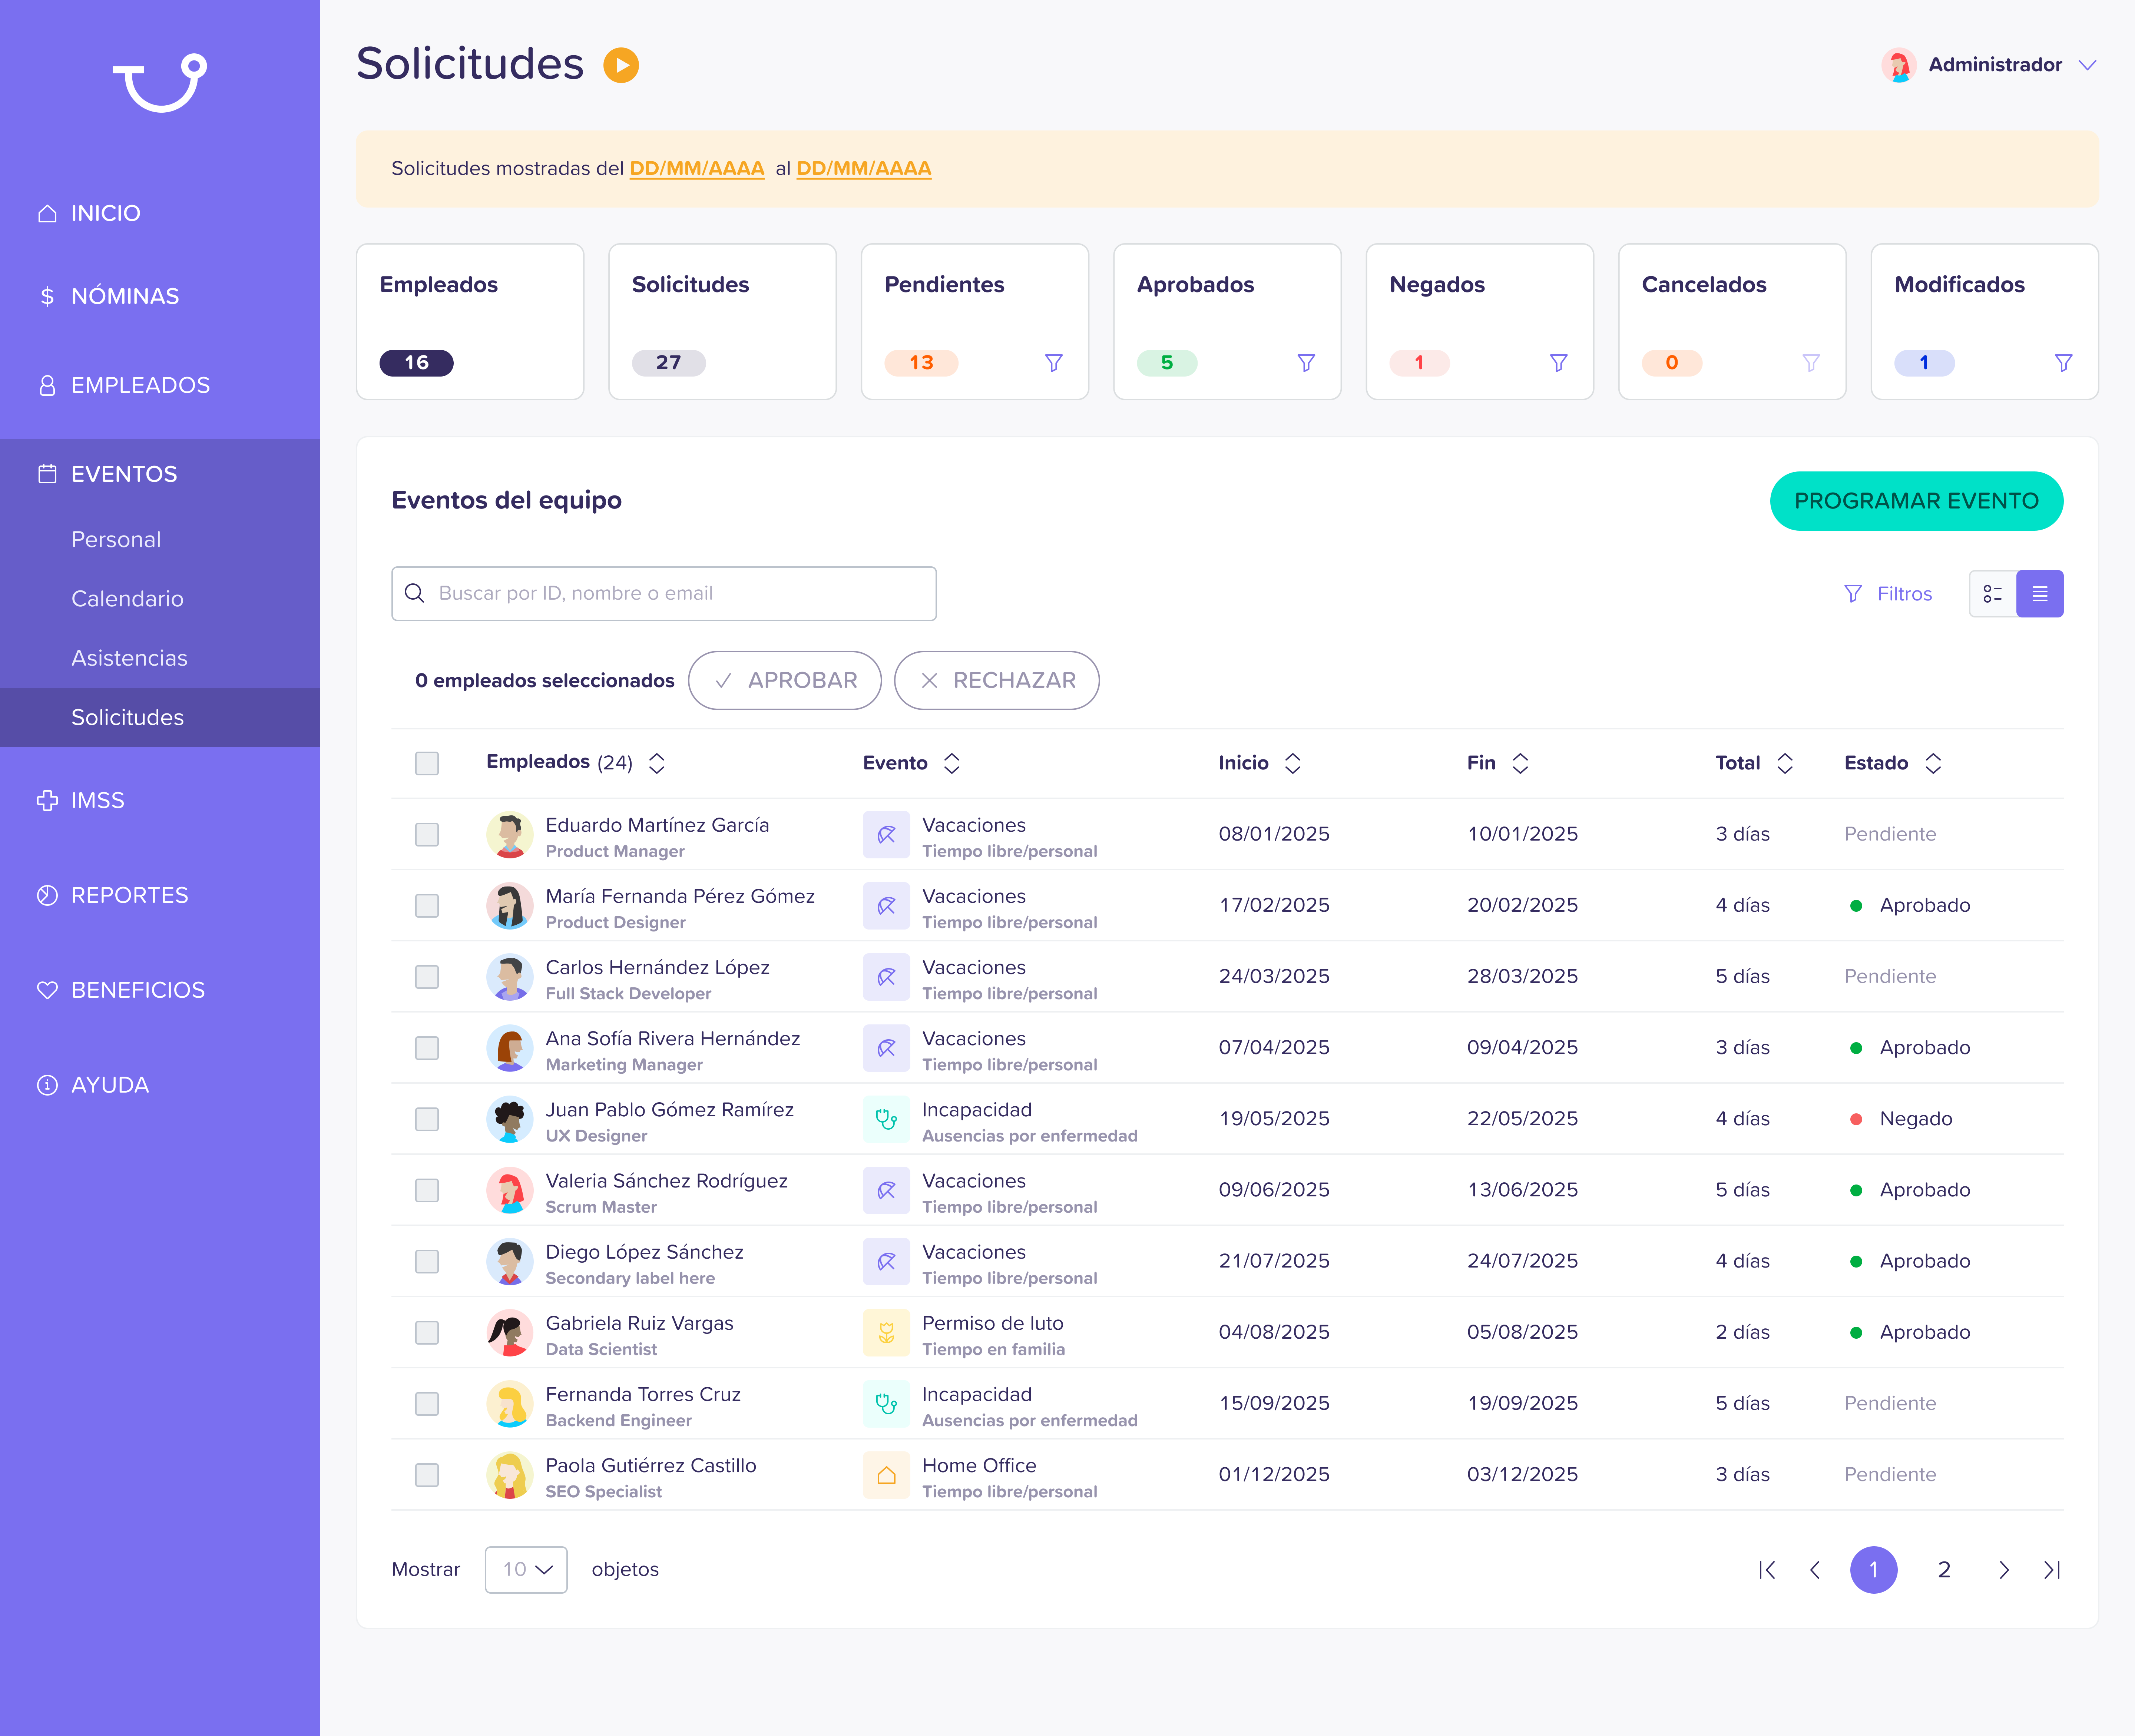 Solicitudes
Administrador
INICIO
NÓMINAS
EMPLEADOS
EVENTOS
Personal
Calendario
Asistencias
Solicitudes
IMSS
REPORTES
BENEFICIOS
AYUDA
Solicitudes mostradas del DD/MM/AAAA al DD/MM/AAAA
Empleados
16
Solicitudes
27
Pendientes
13
Aprobados
5
Negados
1
Cancelados
0
Modificados
1
Eventos del equipo
PROGRAMAR EVENTO
Buscar por ID, nombre o email
Filtros
0 empleados seleccionados APROBAR RECHAZAR
Empleados (24) Evento Inicio Fin Total Estado
Eduardo Martínez García Vacaciones 08/01/2025 10/01/2025 3 días Pendiente
Product Manager Tiempo libre/personal
María Fernanda Pérez Gómez Vacaciones 17/02/2025 20/02/2025 4 días Aprobado
Product Designer Tiempo libre/personal
Carlos Hernández López Vacaciones 24/03/2025 28/03/2025 5 días Pendiente
Full Stack Developer Tiempo libre/personal
Ana Sofía Rivera Hernández Vacaciones 07/04/2025 09/04/2025 3 días Aprobado
Marketing Manager Tiempo libre/personal
Juan Pablo Gómez Ramírez Incapacidad 19/05/2025 22/05/2025 4 días Negado
UX Designer Ausencias por enfermedad
Valeria Sánchez Rodríguez Vacaciones 09/06/2025 13/06/2025 5 días Aprobado
Scrum Master Tiempo libre/personal
Diego López Sánchez Vacaciones 21/07/2025 24/07/2025 4 días Aprobado
Secondary label here Tiempo libre/personal
Gabriela Ruiz Vargas Permiso de luto 04/08/2025 05/08/2025 2 días Aprobado
Data Scientist Tiempo en familia
Fernanda Torres Cruz Incapacidad 15/09/2025 19/09/2025 5 días Pendiente
Backend Engineer Ausencias por enfermedad
Paola Gutiérrez Castillo Home Office 01/12/2025 03/12/2025 3 días Pendiente
SEO Specialist Tiempo libre/personal
Mostrar 10 objetos 1 2